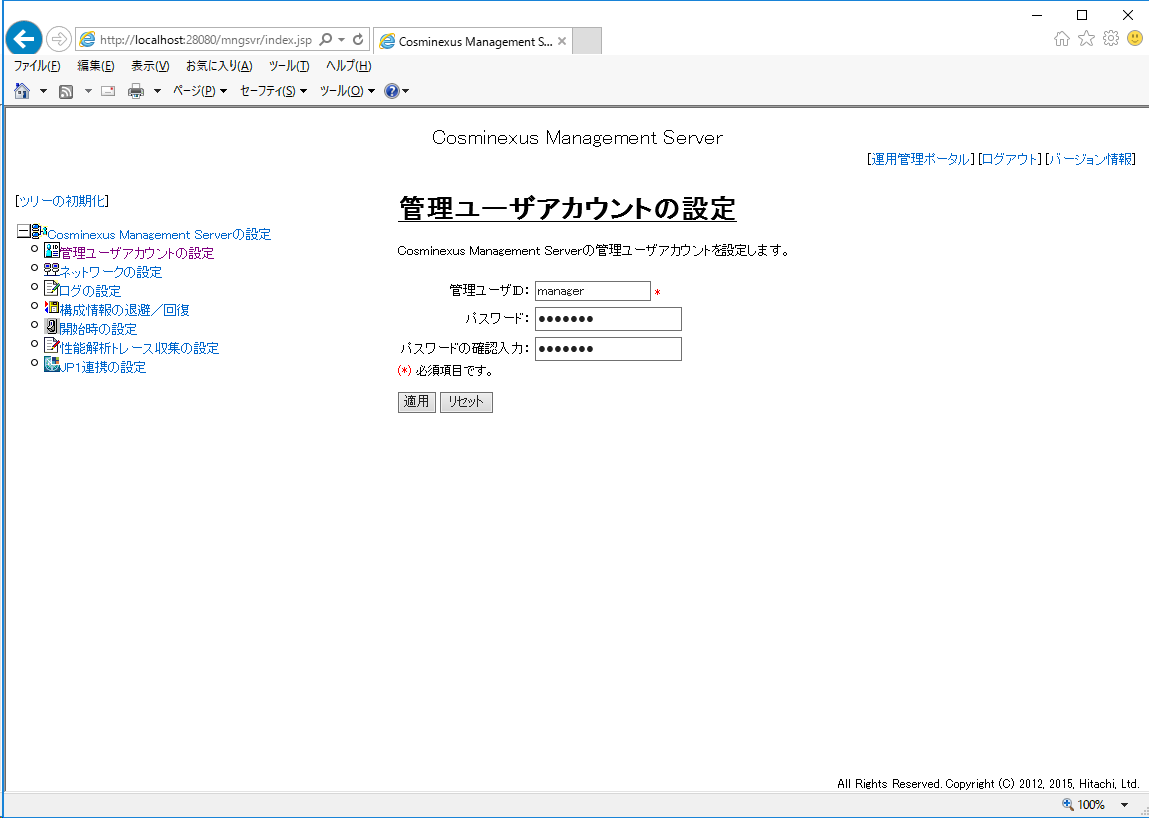 http://localhost:28080/mngsvr/index.jsp
Cosminexus Management S...
ファイル(F) 編集(E) 表示(V) お気に入り(A) ツール(T) ヘルプ(H)
ページ(P) セーフティ(S) ツール(O)
Cosminexus Management Server
[運用管理ポータル] [ログアウト] [バージョン情報]
[ツリーの初期化]
Cosminexus Management Serverの設定
管理ユーザアカウントの設定
ネットワークの設定
ログの設定
構成情報の退避／回復
開始時の設定
性能解析トレース収集の設定
JP1連携の設定
管理ユーザアカウントの設定
Cosminexus Management Serverの管理ユーザアカウントを設定します。
管理ユーザID: manager *
パスワード: ●●●●●●●
パスワードの確認入力: ●●●●●●●
(*) 必須項目です。
適用 リセット
All Rights Reserved. Copyright (C) 2012, 2015, Hitachi, Ltd.
100%